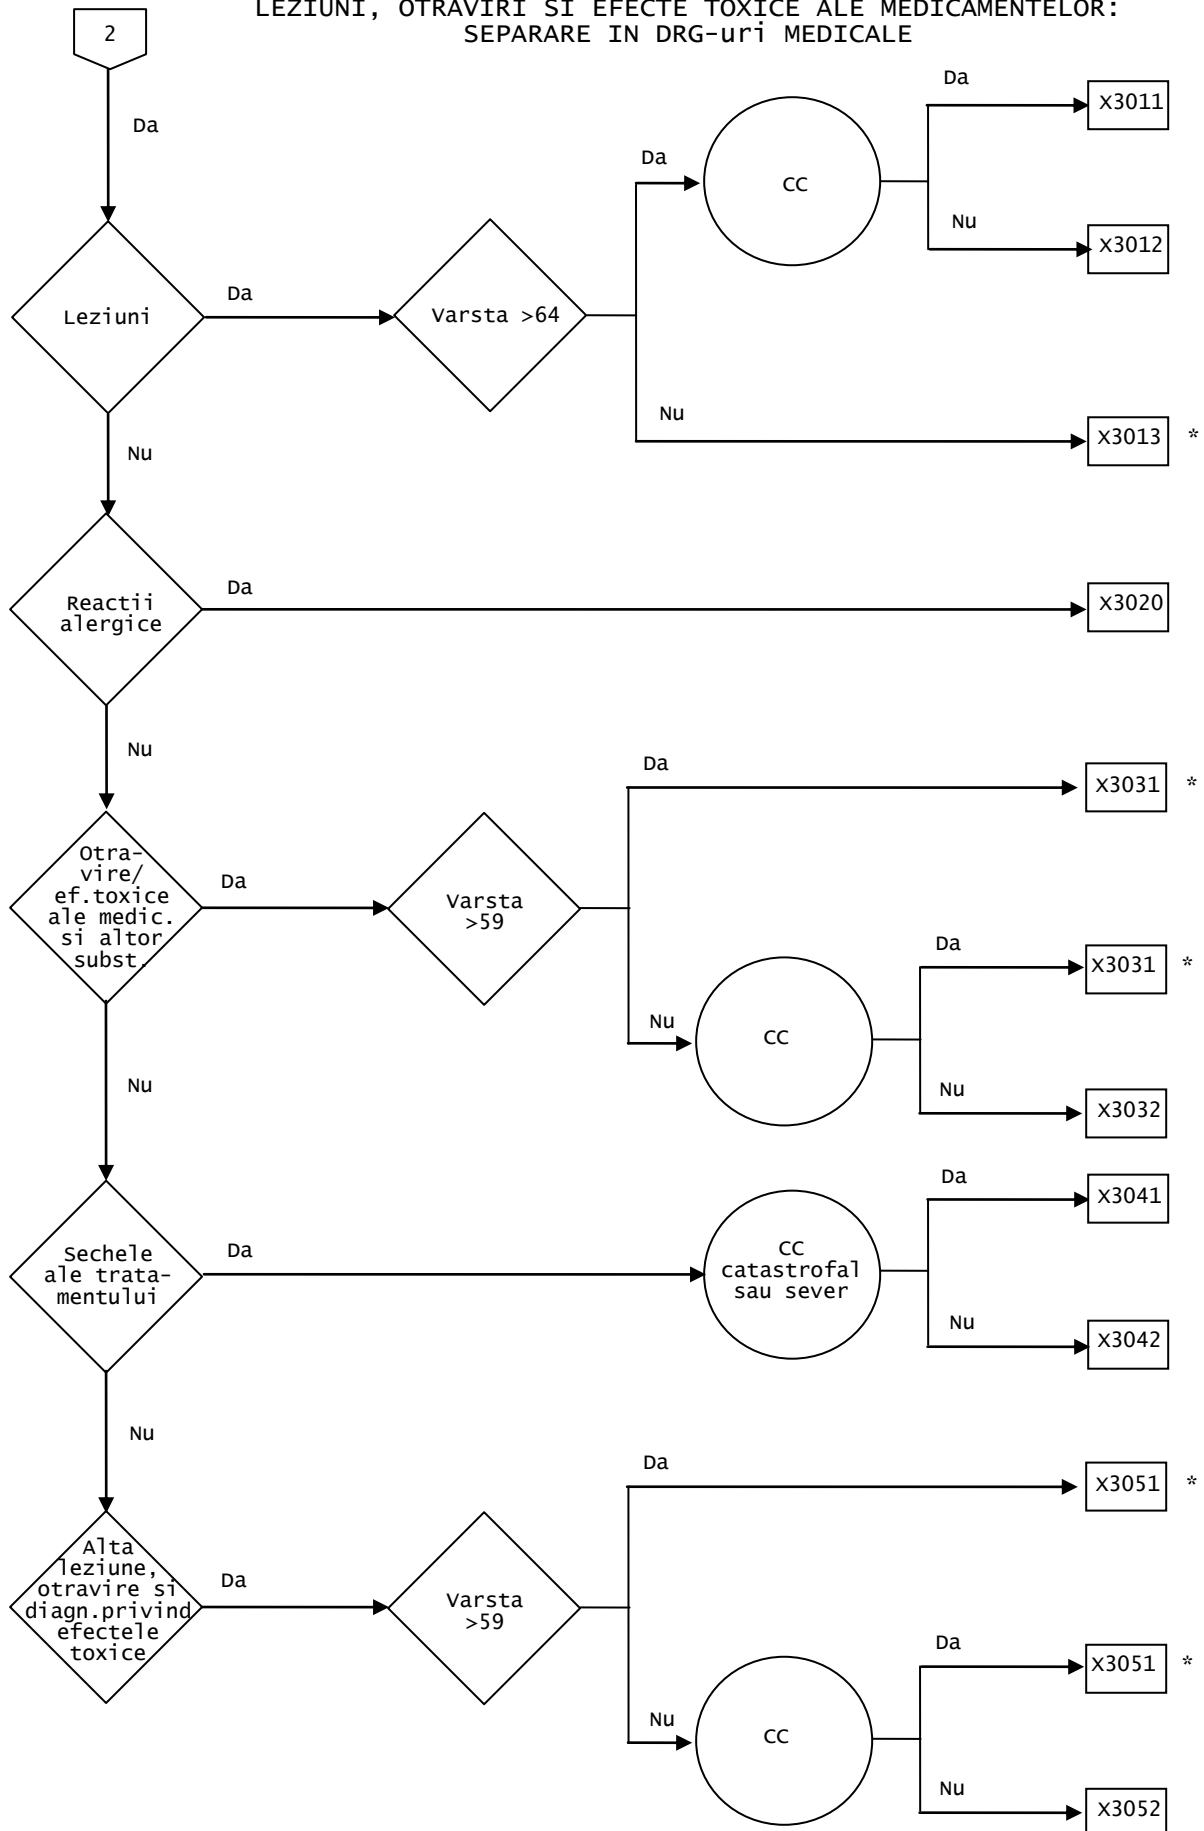 LEZIUNI, OTRAVIRI SI EFECTE TOXICE ALE MEDICAMENTELOR:
SEPARARE IN DRG-uri MEDICALE
2
Da
Leziuni
Da
Varsta >64
Da
CC
Da
X3011
Nu
X3012
Nu
X3013 *
Nu
Reactii
alergice
Da
X3020
Nu
Otra-
vire/
ef.toxice
ale medic.
si altor
subst.
Da
Varsta
>59
Da
X3031 *
Nu
CC
Da
X3031 *
Nu
X3032
Nu
Sechele
ale trata-
mentului
Da
CC
catastrofal
sau sever
Da
X3041
Nu
X3042
Nu
Alta
leziune,
otravire si
diagn.privind
efectele
toxice
Da
Varsta
>59
Da
X3051 *
Nu
CC
Da
X3051 *
Nu
X3052